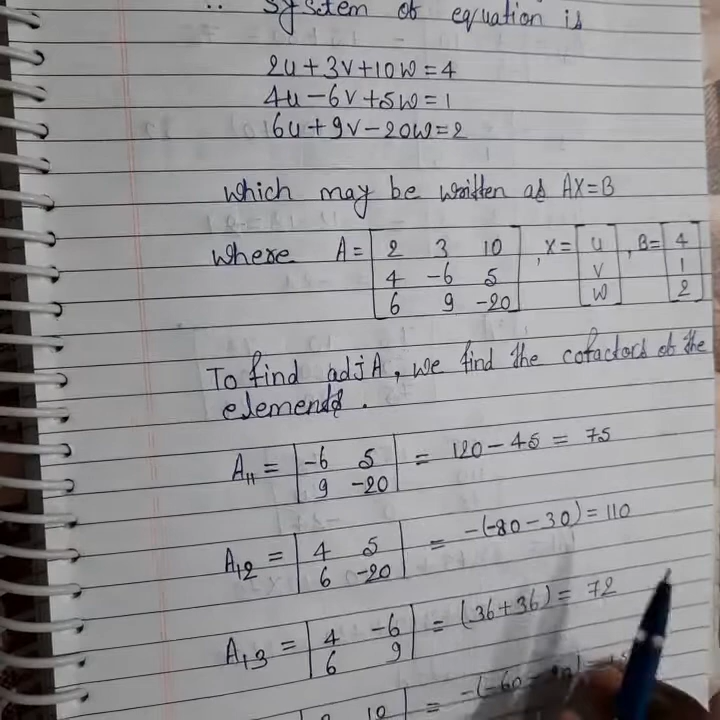 ∴ System of equation is
2u + 3v + 10w = 4
4u - 6v + 5w = 1
6u + 9v - 20w = 2
which may be written as AX = B
where A = [2 3 10, X = [u, B = [4
4 -6 5 v 1
6 9 -20] w] 2]
To find adj A, we find the cofactors of the
elements.
A₁₁ = |-6 5| = 120 - 45 = 75
|9 -20|
A₁₂ = |4 5| = -(-80 - 30) = 110
|6 -20|
A₁₃ = |4 -6| = (36 + 36) = 72
|6 9|
10 = -(-60